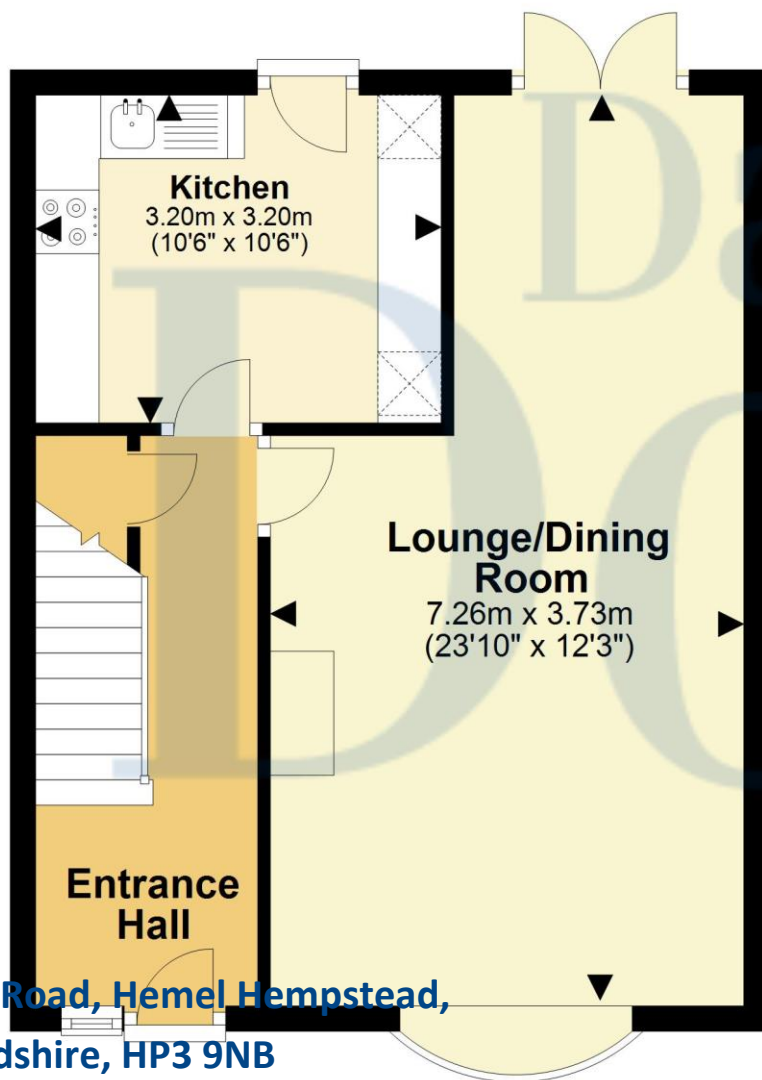 Kitchen
3.20m x 3.20m
(10'6" x 10'6")
Lounge/Dining
Room
7.26m x 3.73m
(23'10" x 12'3")
Entrance
Hall
Road, Hemel Hempstead,
dshire, HP3 9NB